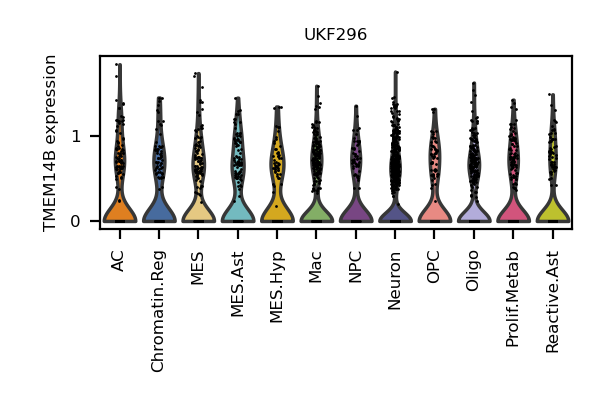 UKF296
TMEM14B expression
1
0
AC
Chromatin.Reg
MES
MES.Ast
MES.Hyp
Mac
NPC
Neuron
OPC
Oligo
Prolif.Metab
Reactive.Ast